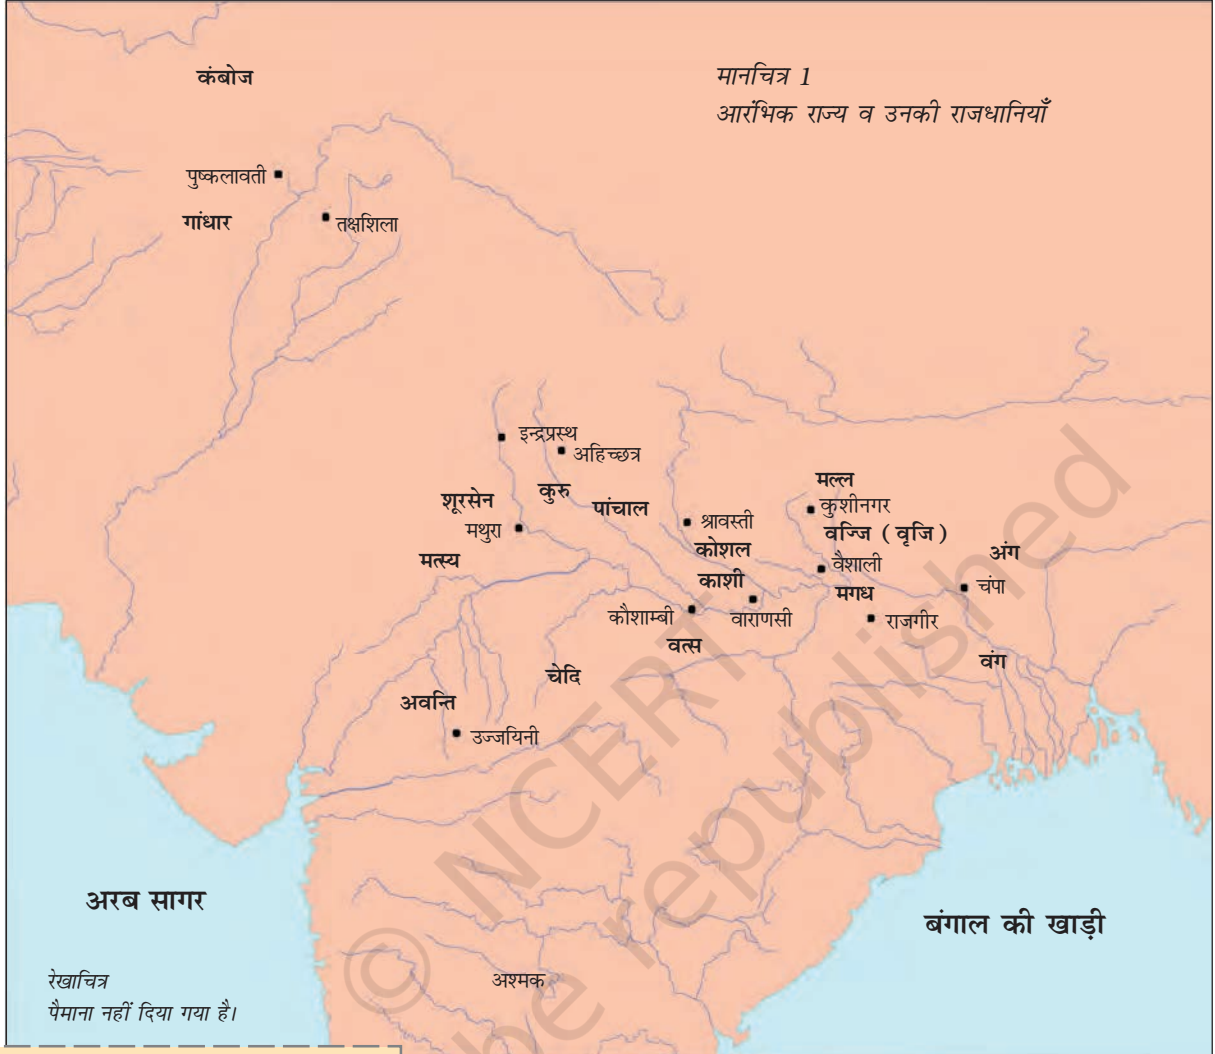 मानचित्र 1
आरंभिक राज्य व उनकी राजधानियाँ
कंबोज
पुष्कलावती
गांधार
तक्षशिला
इन्द्रप्रस्थ
अहिच्छत्र
मल्ल
कुरु
शूरसेन
पांचाल
कुशीनगर
मथुरा
श्रावस्ती
वज्जि ( वृजि )
कोशल
अंग
मत्स्य
वैशाली
काशी
मगध
चंपा
कौशाम्बी
वाराणसी
राजगीर
वत्स
वंग
चेदि
अवन्ति
उज्जयिनी
अरब सागर
बंगाल की खाड़ी
अश्मक
रेखाचित्र
पैमाना नहीं दिया गया है।
© NCERT
be republished